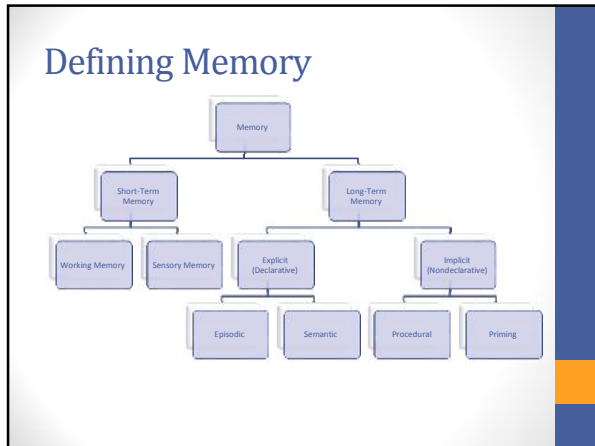 Defining Memory
Memory
Short-Term
Memory
Long-Term
Memory
Working Memory
Sensory Memory
Explicit
(Declarative)
Implicit
(Nondeclarative)
Episodic
Semantic
Procedural
Priming